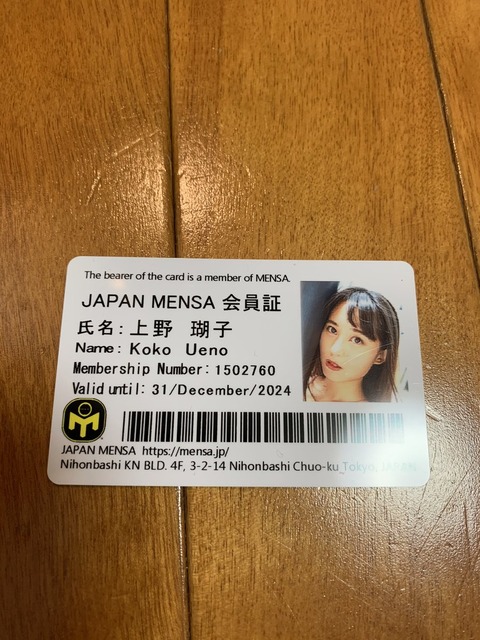 The bearer of the card is a member of MENSA.
JAPAN MENSA 会員証
氏名: 上野 瑚子
Name: Koko Ueno
Membership Number: 1502760
Valid until: 31/December/2024
JAPAN MENSA https://mensa.jp/
Nihonbashi KN BLD. 4F, 3-2-14 Nihonbashi Chuo-ku, Tokyo, JAPAN